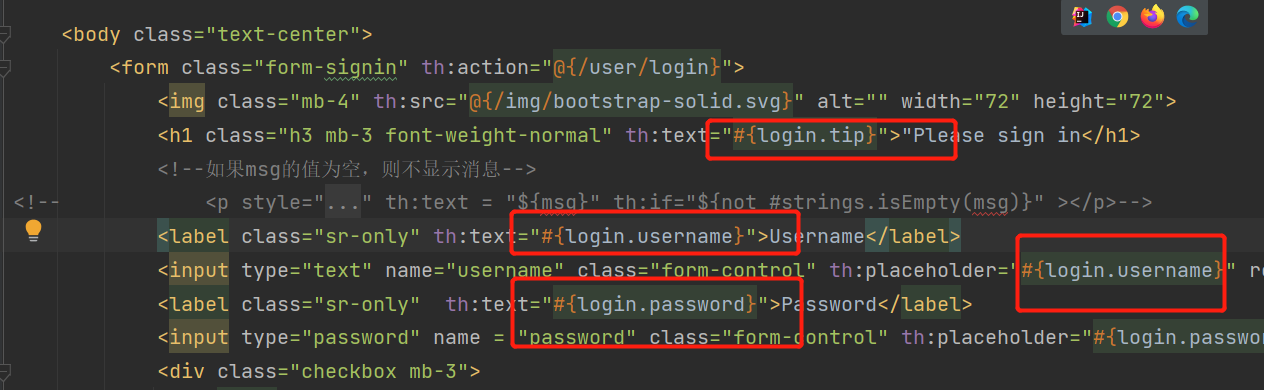 <body class="text-center">
<form class="form-signin" th:action="@{/user/login}">
<img class="mb-4" th:src="@{/img/bootstrap-solid.svg}" alt="" width="72" height="72">
<h1 class="h3 mb-3 font-weight-normal" th:text="#{login.tip}">"Please sign in</h1>
<!--如果msg的值为空，则不显示消息-->
<!-- <p style="..." th:text = "${msg}" th:if="${not #strings.isEmpty(msg)}" ></p>-->
<label class="sr-only" th:text="#{login.username}">Username</label>
<input type="text" name="username" class="form-control" th:placeholder="#{login.username}" re
<label class="sr-only" th:text="#{login.password}">Password</label>
<input type="password" name = "password" class="form-control" th:placeholder="#{login.passwor
<div class="checkbox mb-3">